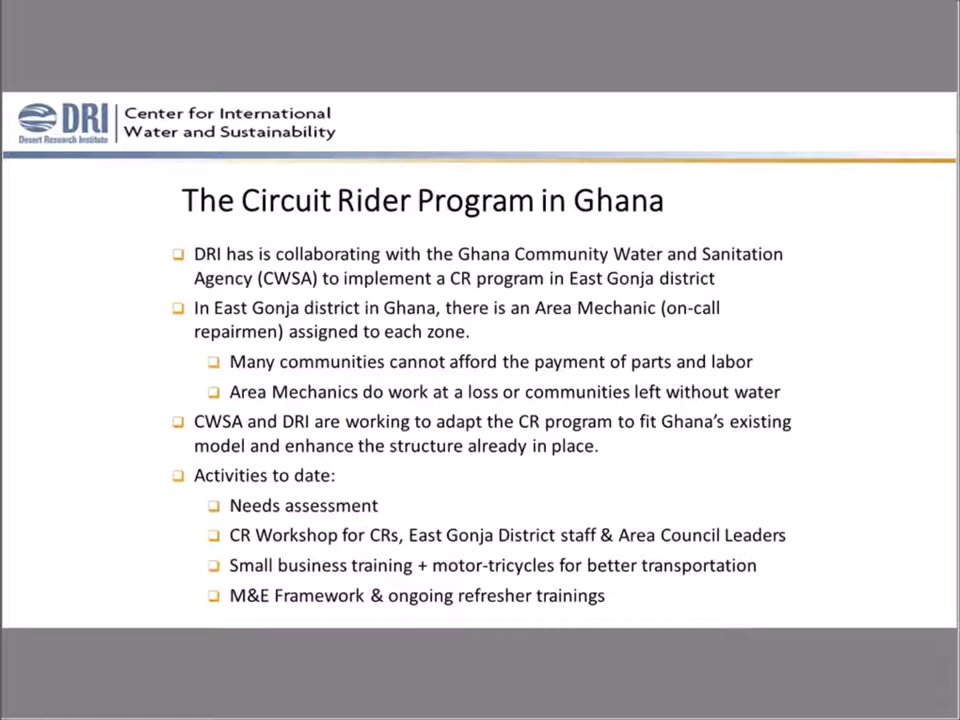 DRI
Desert Research Institute
Center for International
Water and Sustainability
The Circuit Rider Program in Ghana
DRI has is collaborating with the Ghana Community Water and Sanitation
Agency (CWSA) to implement a CR program in East Gonja district
In East Gonja district in Ghana, there is an Area Mechanic (on-call
repairmen) assigned to each zone.
Many communities cannot afford the payment of parts and labor
Area Mechanics do work at a loss or communities left without water
CWSA and DRI are working to adapt the CR program to fit Ghana's existing
model and enhance the structure already in place.
Activities to date:
Needs assessment
CR Workshop for CRs, East Gonja District staff & Area Council Leaders
Small business training + motor-tricycles for better transportation
M&E Framework & ongoing refresher trainings